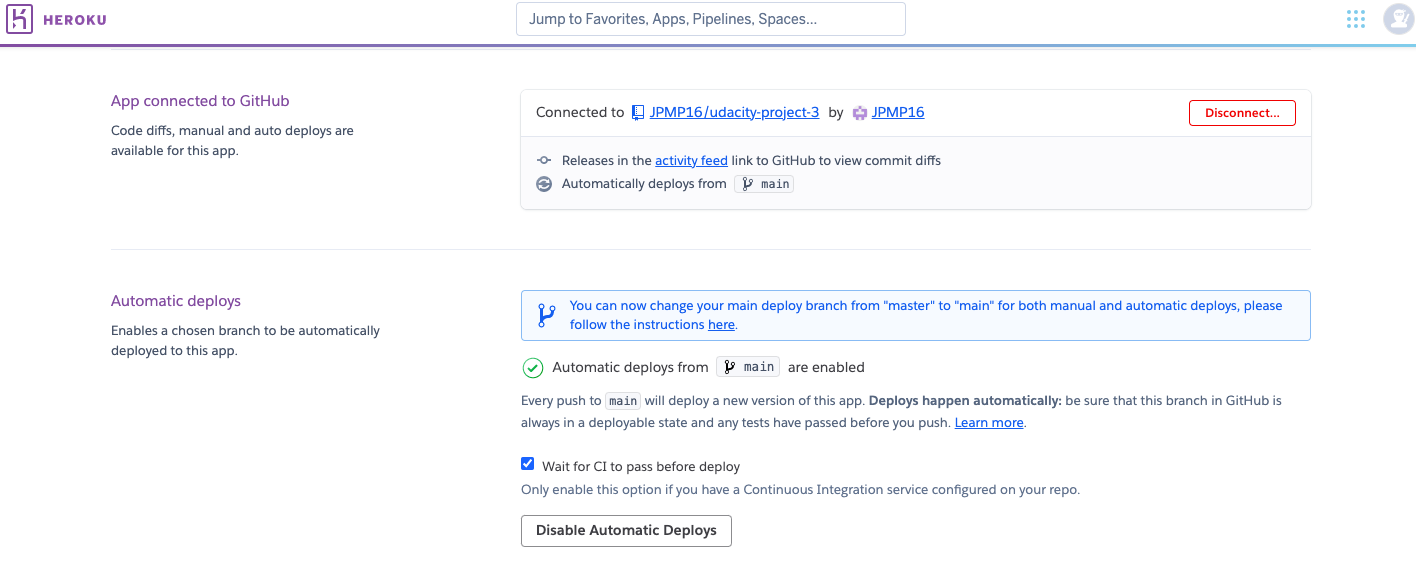 HEROKU
Jump to Favorites, Apps, Pipelines, Spaces...
App connected to GitHub
Code diffs, manual and auto deploys are
available for this app.
Connected to JPMP16/udacity-project-3 by JPMP16
Disconnect...
Releases in the activity feed link to GitHub to view commit diffs
Automatically deploys from main
Automatic deploys
Enables a chosen branch to be automatically
deployed to this app.
You can now change your main deploy branch from "master" to "main" for both manual and automatic deploys, please
follow the instructions here.
Automatic deploys from main are enabled
Every push to main will deploy a new version of this app. Deploys happen automatically: be sure that this branch in GitHub is
always in a deployable state and any tests have passed before you push. Learn more.
Wait for CI to pass before deploy
Only enable this option if you have a Continuous Integration service configured on your repo.
Disable Automatic Deploys